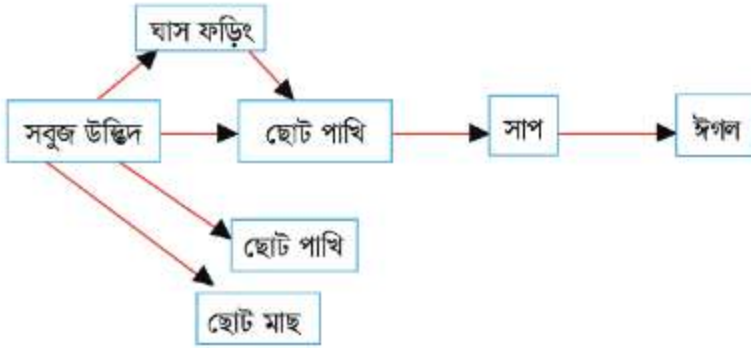 ঘাস ফড়িং
সবুজ উদ্ভিদ
ছোট পাখি
সাপ
ঈগল
ছোট পাখি
ছোট মাছ